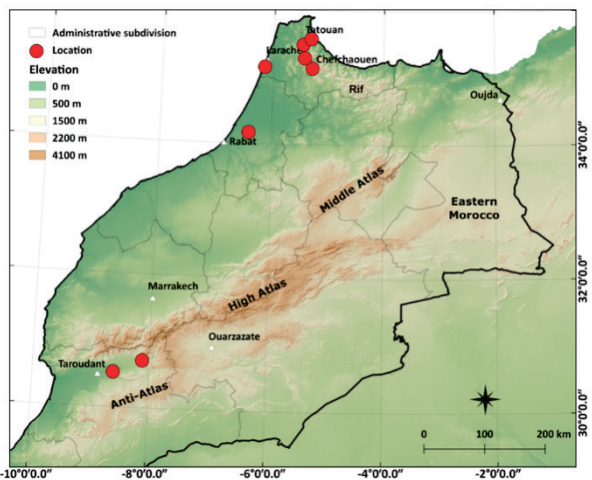 Administrative subdivision
Location
Elevation
0 m
500 m
1500 m
2200 m
4100 m
Tetouan
Larache
Chefchaouen
Rif
Oujda
Rabat
34°0'0.0"
Middle Atlas
Eastern
Morocco
32°0'0.0"
Marrakech
High Atlas
Ouarzazate
Taroudant
Anti-Atlas
30°0'0.0"
0 100 200 km
-10°0'0.0" -8°0'0.0" -6°0'0.0" -4°0'0.0" -2°0'0.0"